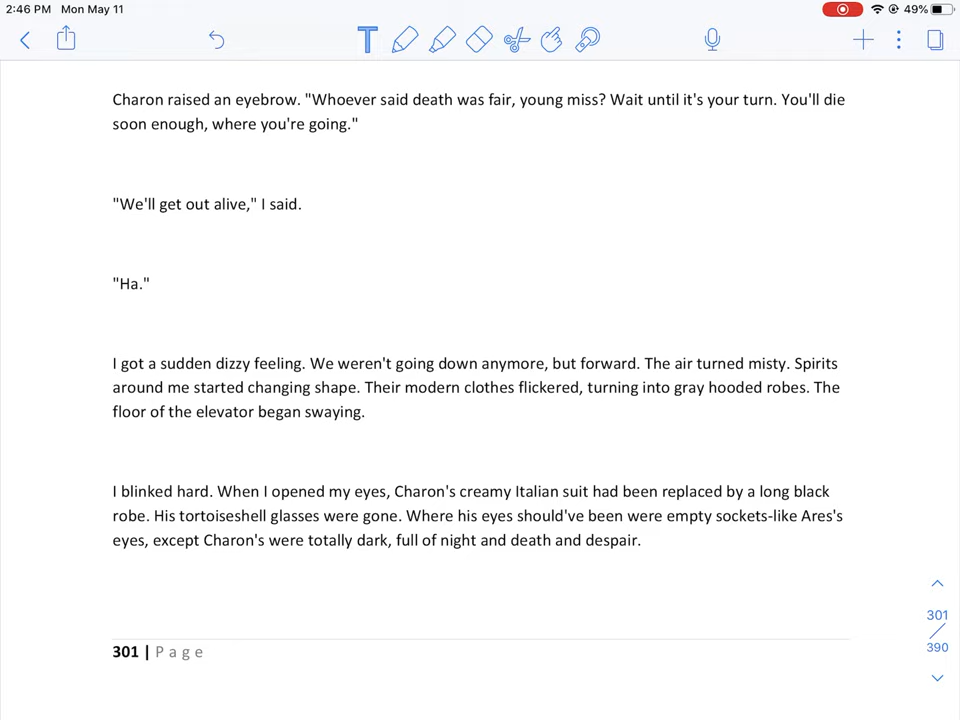 2:46 PM Mon May 11
49%
T
Charon raised an eyebrow. "Whoever said death was fair, young miss? Wait until it's your turn. You'll die
soon enough, where you're going."
"We'll get out alive," I said.
"Ha."
I got a sudden dizzy feeling. We weren't going down anymore, but forward. The air turned misty. Spirits
around me started changing shape. Their modern clothes flickered, turning into gray hooded robes. The
floor of the elevator began swaying.
I blinked hard. When I opened my eyes, Charon's creamy Italian suit had been replaced by a long black
robe. His tortoiseshell glasses were gone. Where his eyes should've been were empty sockets-like Ares's
eyes, except Charon's were totally dark, full of night and death and despair.
301
390
301 | Page